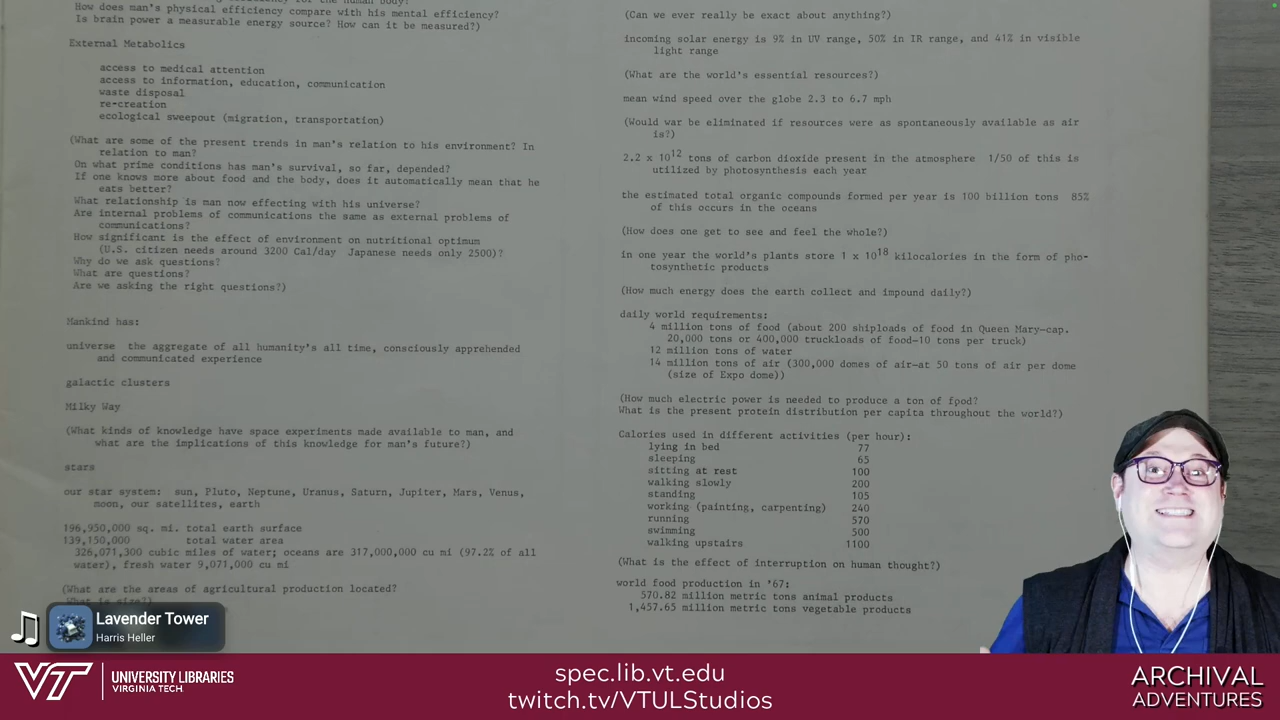 How does man's physical efficiency compare with his mental efficiency?
Is brain power a measurable energy source? How can it be measured?)
External Metabolics
access to medical attention
access to information, education, communication
waste disposal
re-creation
ecological sweepout (migration, transportation)
(What are some of the present trends in man's relation to his environment? In
relation to man?
On what prime conditions has man's survival, so far, depended?
If one knows more about food and the body, does it automatically mean that he
eats better?
What relationship is man now effecting with his universe?
Are internal problems of communications the same as external problems of
communications?
How significant is the effect of environment on nutritional optimum
(U.S. citizen needs around 3200 Cal/day Japanese needs only 2500)?
Why do we ask questions?
What are questions?
Are we asking the right questions?)
Mankind has:
universe the aggregate of all humanity's all time, consciously apprehended
and communicated experience
galactic clusters
Milky Way
(What kinds of knowledge have space experiments made available to man, and
what are the implications of this knowledge for man's future?)
stars
our star system: sun, Pluto, Neptune, Uranus, Saturn, Jupiter, Mars, Venus,
moon, our satellites, earth
196,950,000 sq. mi. total earth surface
139,150,000 total water area
326,071,300 cubic miles of water; oceans are 317,000,000 cu mi (97.2% of all
water), fresh water 9,071,000 cu mi
(What are the areas of agricultural production located?
What is size?)
(Can we ever really be exact about anything?)
incoming solar energy is 9% in UV range, 50% in IR range, and 41% in visible
light range
(What are the world's essential resources?)
mean wind speed over the globe 2.3 to 6.7 mph
(Would war be eliminated if resources were as spontaneously available as air
is?)
2.2 x 10¹² tons of carbon dioxide present in the atmosphere 1/50 of this is
utilized by photosynthesis each year
the estimated total organic compounds formed per year is 100 billion tons 85%
of this occurs in the oceans
(How does one get to see and feel the whole?)
in one year the world's plants store 1 x 10¹⁸ kilocalories in the form of pho-
tosynthetic products
(How much energy does the earth collect and impound daily?)
daily world requirements:
4 million tons of food (about 200 shiploads of food in Queen Mary-cap.
20,000 tons or 400,000 truckloads of food-10 tons per truck)
12 million tons of water
14 million tons of air (300,000 domes of air-at 50 tons of air per dome
(size of Expo dome))
(How much electric power is needed to produce a ton of food?
What is the present protein distribution per capita throughout the world?)
Calories used in different activities (per hour):
lying in bed 77
sleeping 65
sitting at rest 100
walking slowly 200
standing 105
working (painting, carpenting) 240
running 570
swimming 500
walking upstairs 1100
(What is the effect of interruption on human thought?)
world food production in '67:
570.82 million metric tons animal products
1,457.65 million metric tons vegetable products
Lavender Tower
Harris Heller
VT UNIVERSITY LIBRARIES
VIRGINIA TECH.
spec.lib.vt.edu
twitch.tv/VTULStudios
ARCHIVAL
ADVENTURES